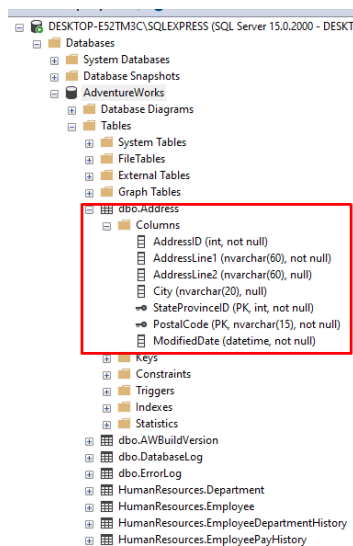 DESKTOP-E52TM3C\SQLEXPRESS (SQL Server 15.0.2000 - DESKT
Databases
System Databases
Database Snapshots
AdventureWorks
Database Diagrams
Tables
System Tables
FileTables
External Tables
Graph Tables
dbo.Address
Columns
AddressID (int, not null)
AddressLine1 (nvarchar(60), not null)
AddressLine2 (nvarchar(60), null)
City (nvarchar(20), null)
StateProvinceID (PK, int, not null)
PostalCode (PK, nvarchar(15), not null)
ModifiedDate (datetime, not null)
Keys
Constraints
Triggers
Indexes
Statistics
dbo.AWBuildVersion
dbo.DatabaseLog
dbo.ErrorLog
HumanResources.Department
HumanResources.Employee
HumanResources.EmployeeDepartmentHistory
HumanResources.EmployeePayHistory